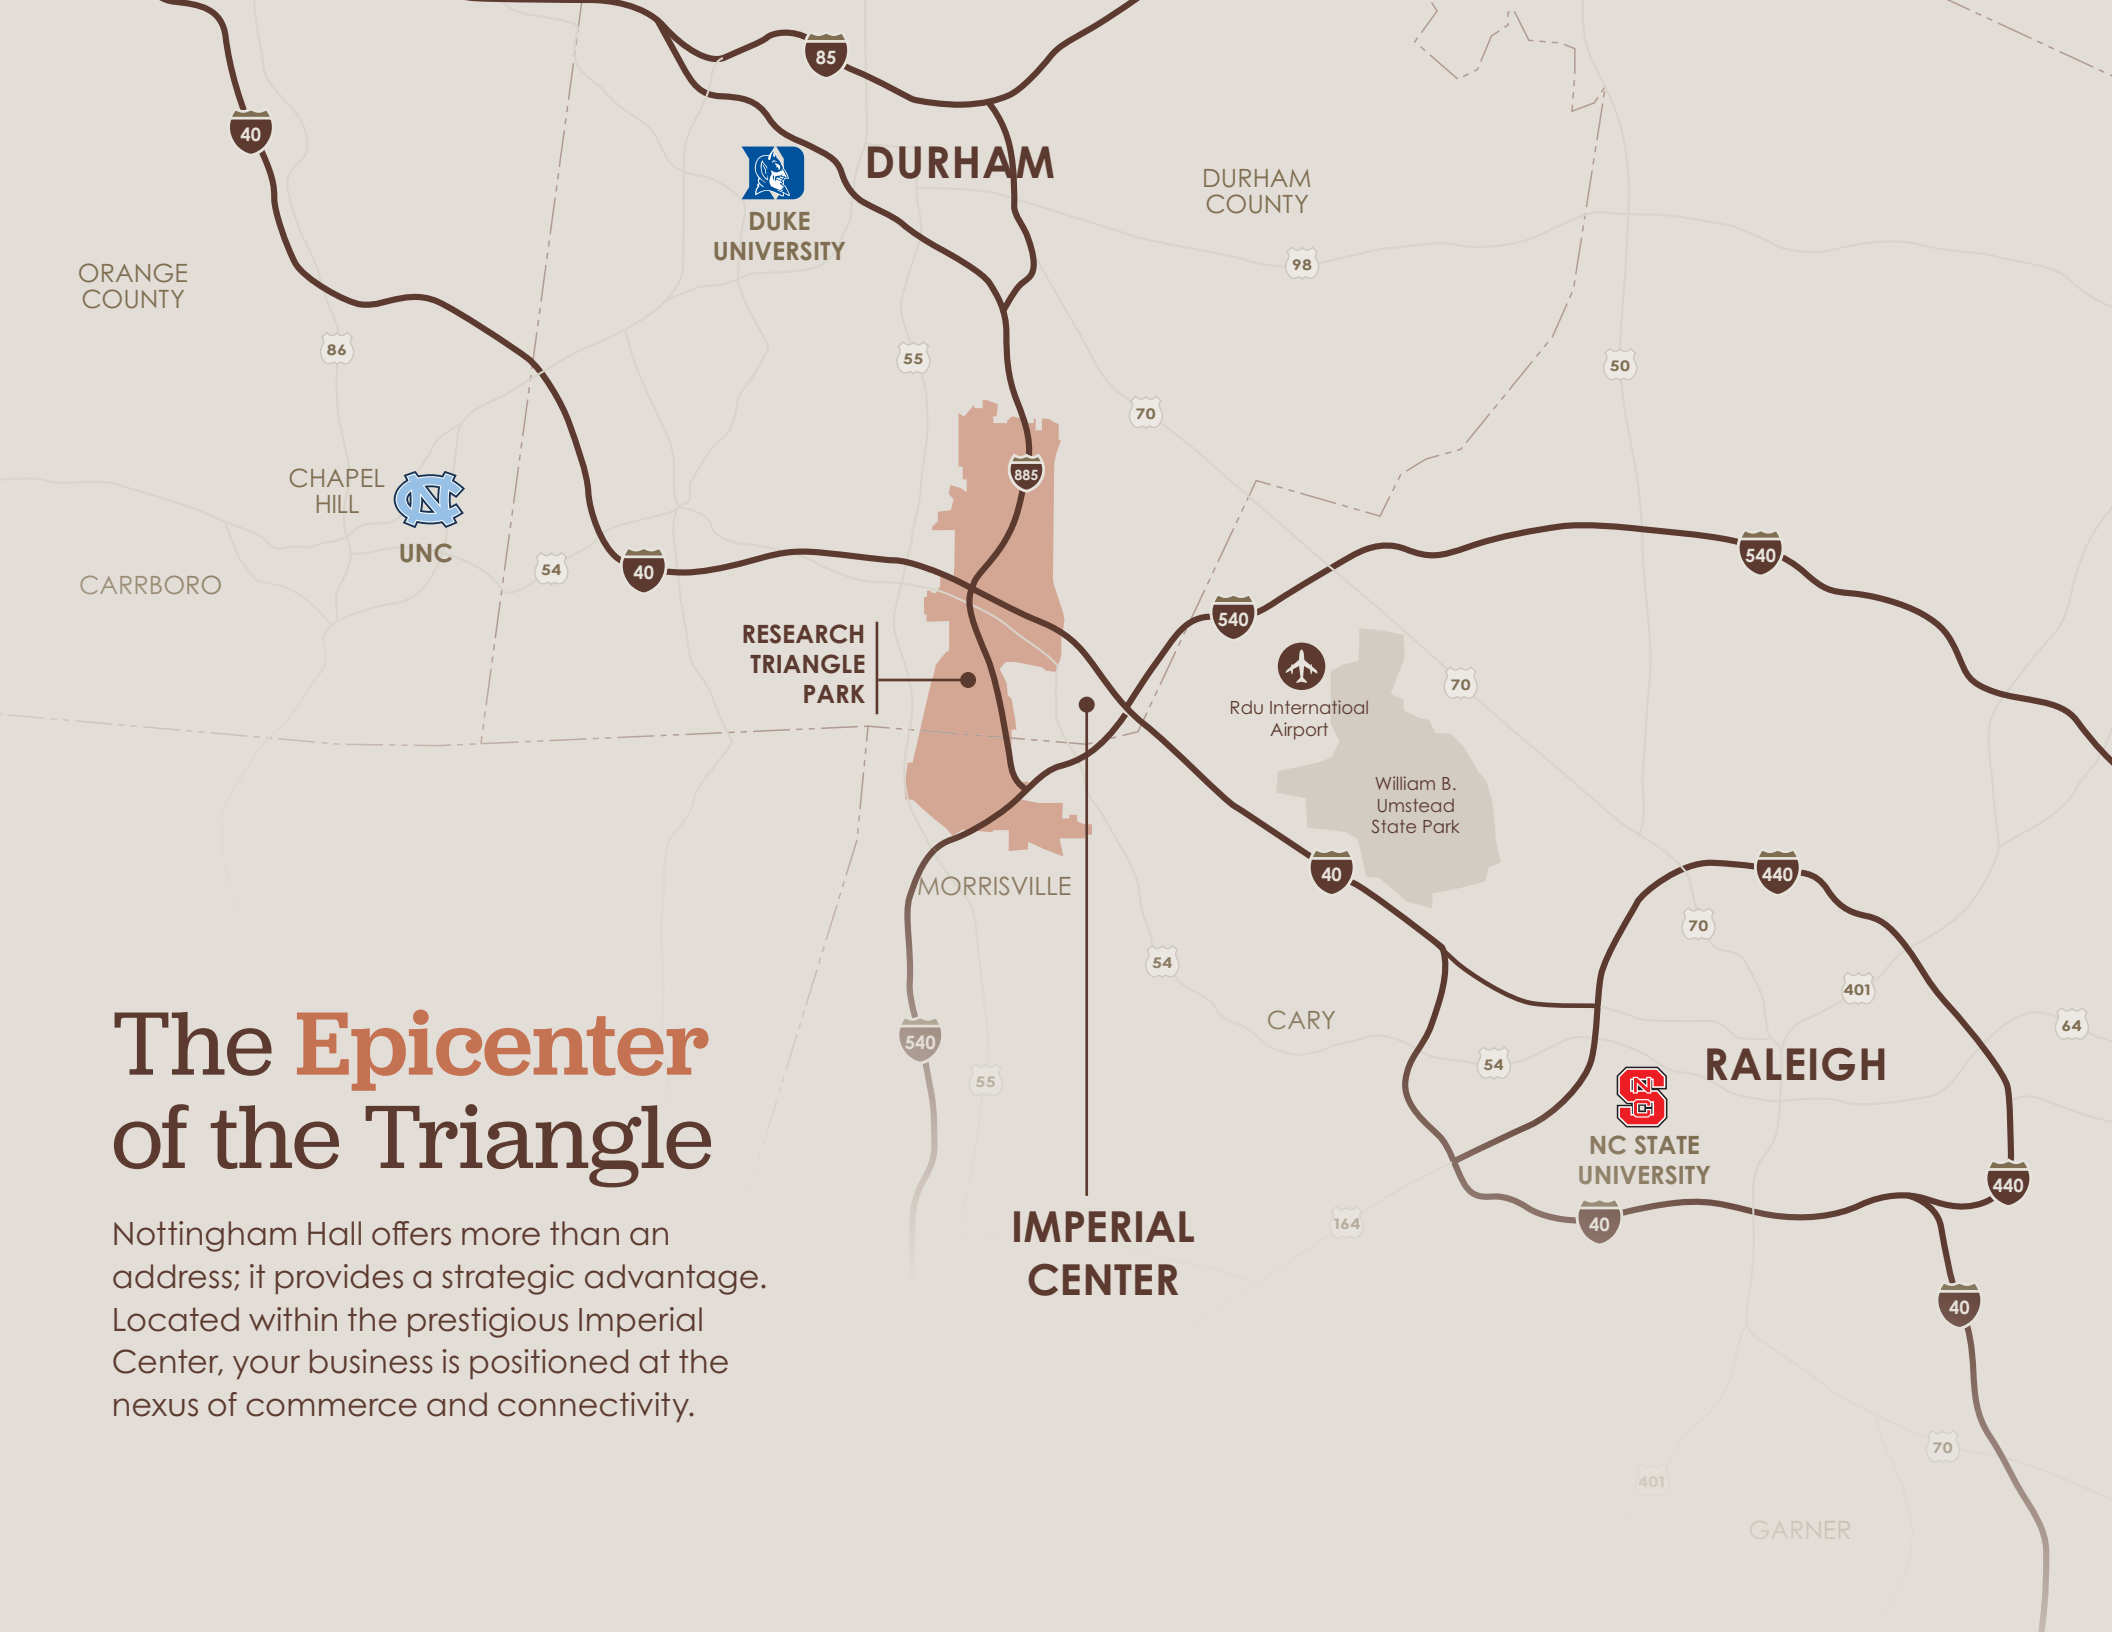 85
40
DURHAM
DUKE
UNIVERSITY
DURHAM
COUNTY
98
ORANGE
COUNTY
86
55
50
70
885
CHAPEL
HILL
NC
UNC
54
40
540
540
CARRBORO
RESEARCH
TRIANGLE
PARK
70
Rdu Internatioal
Airport
William B.
Umstead
State Park
40
440
MORRISVILLE
70
54
401
CARY
64
The Epicenter
of the Triangle
540
55
54
RALEIGH
NSC
NC STATE
UNIVERSITY
440
164
40
IMPERIAL
CENTER
40
Nottingham Hall offers more than an
address; it provides a strategic advantage.
Located within the prestigious Imperial
Center, your business is positioned at the
nexus of commerce and connectivity.
70
401
GARNER